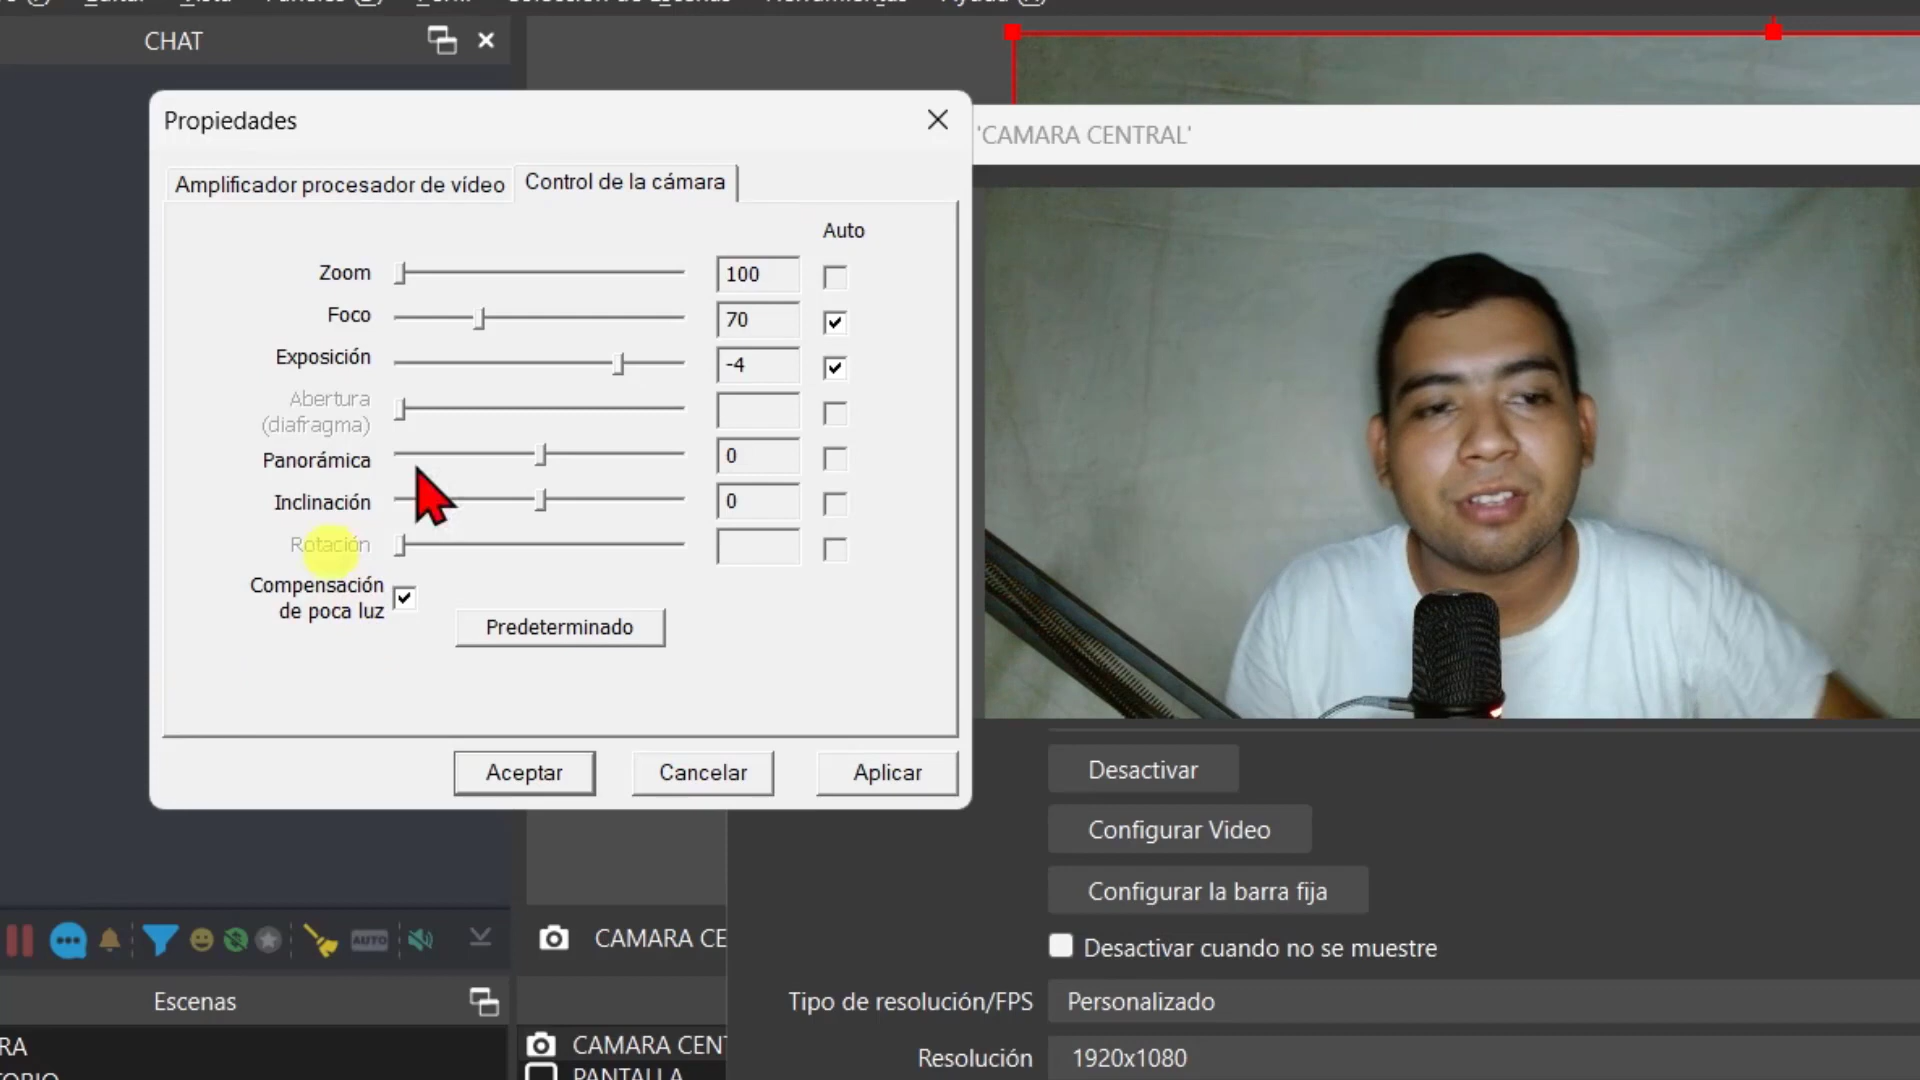 CHAT
Propiedades
'CAMARA CENTRAL'
Amplificador procesador de vídeo
Control de la cámara
Auto
Zoom
100
Foco
70
Exposición
-4
Abertura
(diafragma)
Panorámica
0
Inclinación
0
Rotación
Compensación
de poca luz
Predeterminado
Aceptar
Cancelar
Aplicar
Desactivar
Configurar Video
Configurar la barra fija
AUTO
CAMARA CE
Desactivar cuando no se muestre
Escenas
Tipo de resolución/FPS
Personalizado
RA
CAMARA CENT
Resolución
1920x1080
PANTALLA